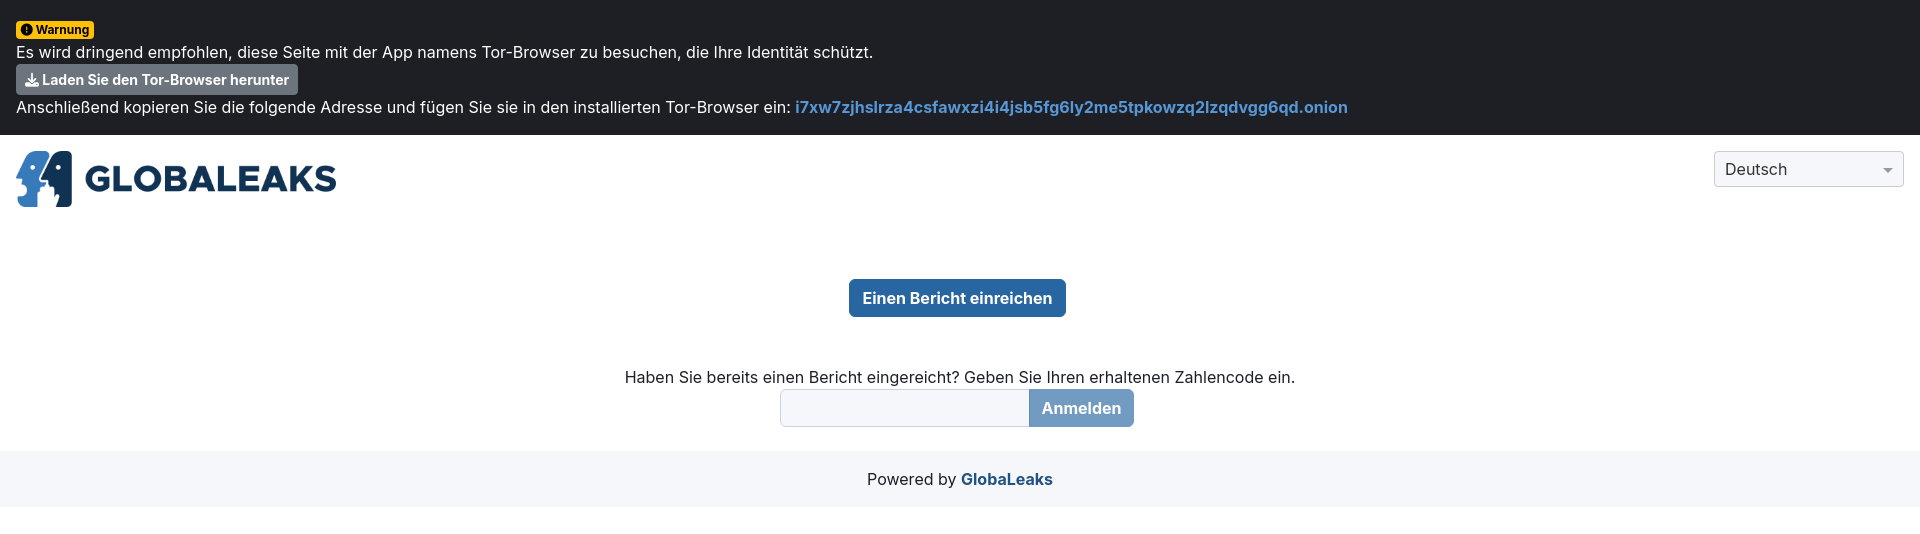 Warnung
Es wird dringend empfohlen, diese Seite mit der App namens Tor-Browser zu besuchen, die Ihre Identität schützt.
Laden Sie den Tor-Browser herunter
Anschließend kopieren Sie die folgende Adresse und fügen Sie sie in den installierten Tor-Browser ein: i7xw7zjhslrza4csfawxzi4i4jsb5fg6ly2me5tpkowzq2lzqdvgg6qd.onion
GLOBALEAKS
Deutsch
Einen Bericht einreichen
Haben Sie bereits einen Bericht eingereicht? Geben Sie Ihren erhaltenen Zahlencode ein.
Anmelden
Powered by GlobaLeaks